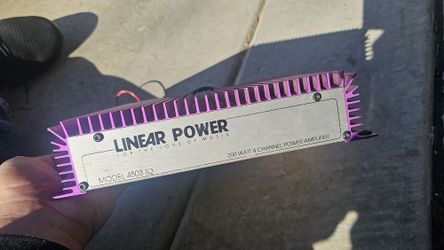 LINEAR POWER
FOR THE LOVE OF MUSIC
MODEL 4503 IQ
200 WATT 4 CHANNEL POWER AMPLIFIER